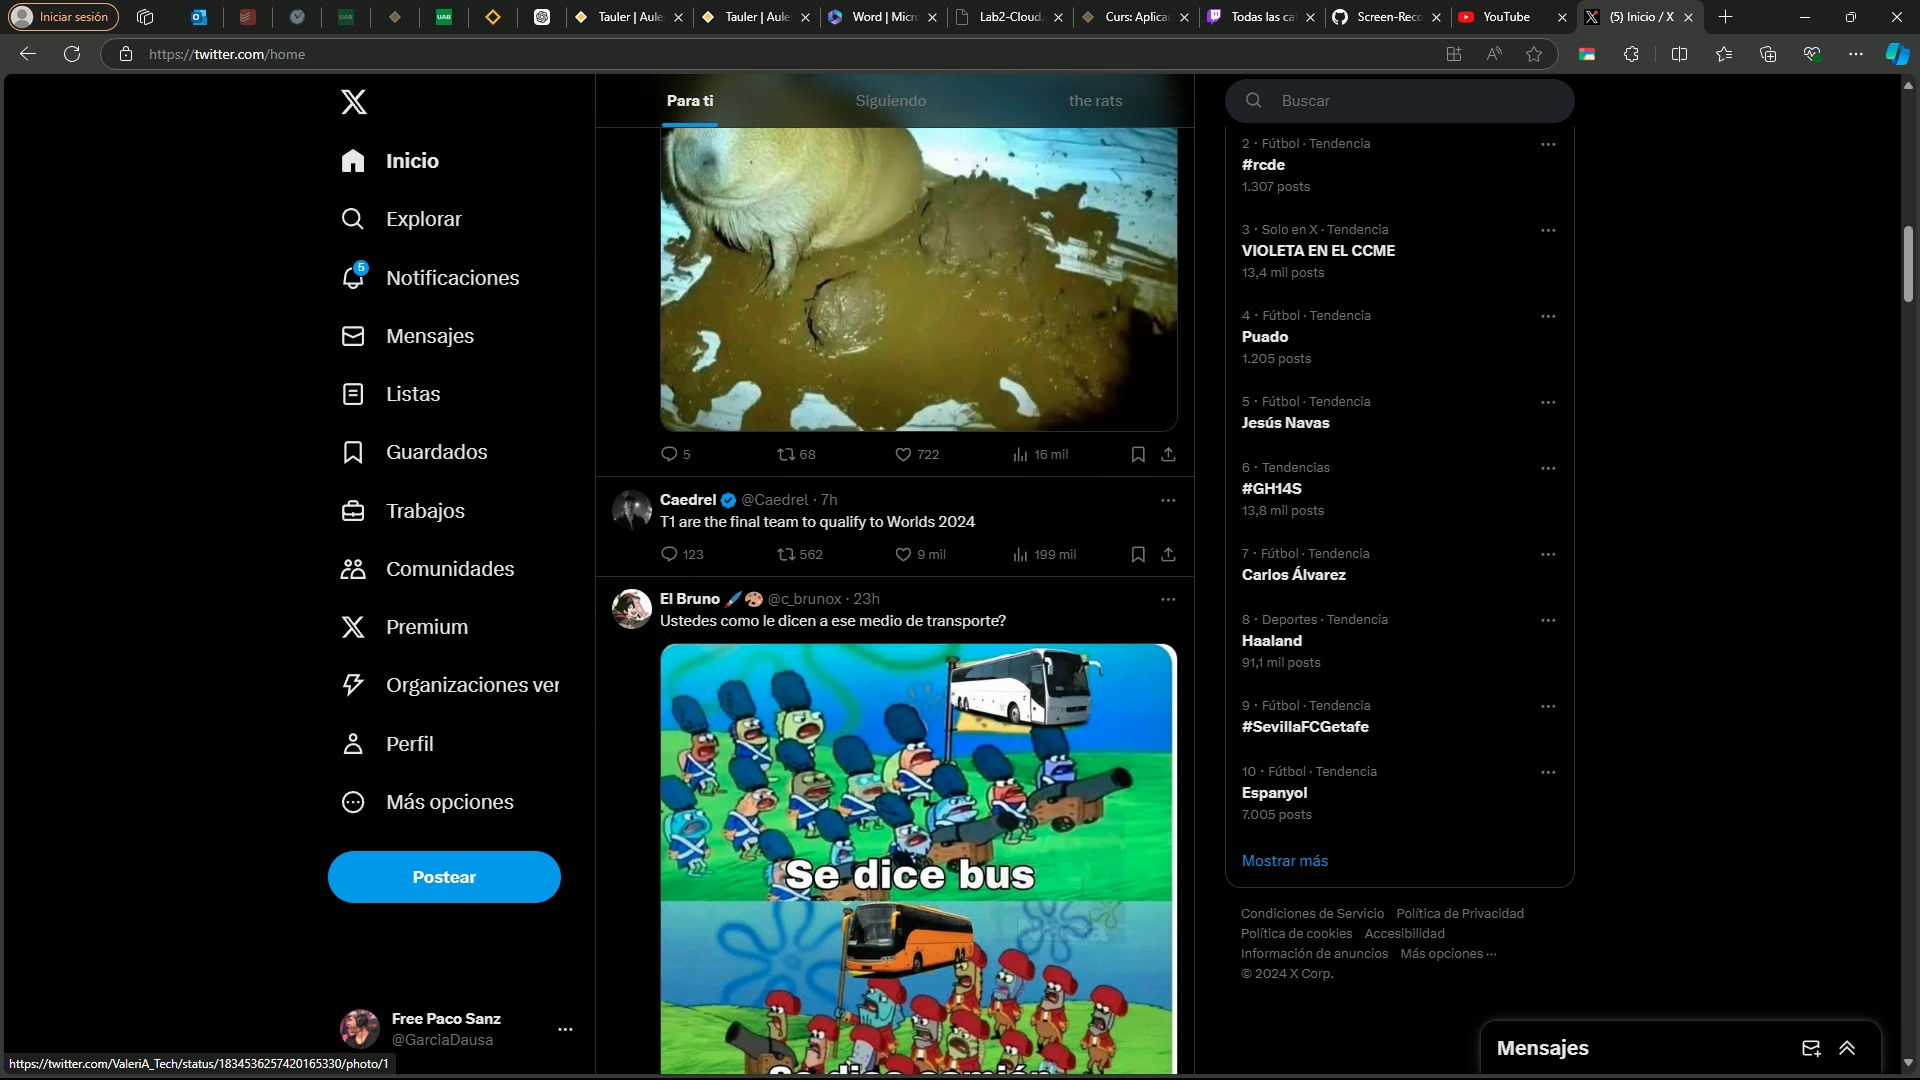 Iniciar sesión
Tauler | Aule
Tauler | Aule
Word | Micr
Lab2-Cloud
Curs: Aplica
Todas las ca
Screen-Reco
YouTube
(5) Inicio / X
https://twitter.com/home
Inicio
Explorar
5
Notificaciones
Mensajes
Listas
Guardados
Trabajos
Comunidades
Premium
Organizaciones ver
Perfil
Más opciones
Postear
Free Paco Sanz
@GarciaDausa
https://twitter.com/ValeriA_Tech/status/1834536257420165330/photo/1
Para ti
Siguiendo
the rats
5 68 722 16 mil
Caedrel @Caedrel · 7h
T1 are the final team to qualify to Worlds 2024
123 562 9 mil 199 mil
El Bruno 🖌️🎨 @c_brunox · 23h
Ustedes como le dicen a ese medio de transporte?
Se dice bus
Se dice camión
Buscar
2 · Fútbol · Tendencia
#rcde
1.307 posts
3 · Solo en X · Tendencia
VIOLETA EN EL CCME
13,4 mil posts
4 · Fútbol · Tendencia
Puado
1.205 posts
5 · Fútbol · Tendencia
Jesús Navas
6 · Tendencias
#GH14S
13,8 mil posts
7 · Fútbol · Tendencia
Carlos Álvarez
8 · Deportes · Tendencia
Haaland
91,1 mil posts
9 · Fútbol · Tendencia
#SevillaFCGetafe
10 · Fútbol · Tendencia
Espanyol
7.005 posts
Mostrar más
Condiciones de Servicio Política de Privacidad
Política de cookies Accesibilidad
Información de anuncios Más opciones ···
© 2024 X Corp.
Mensajes